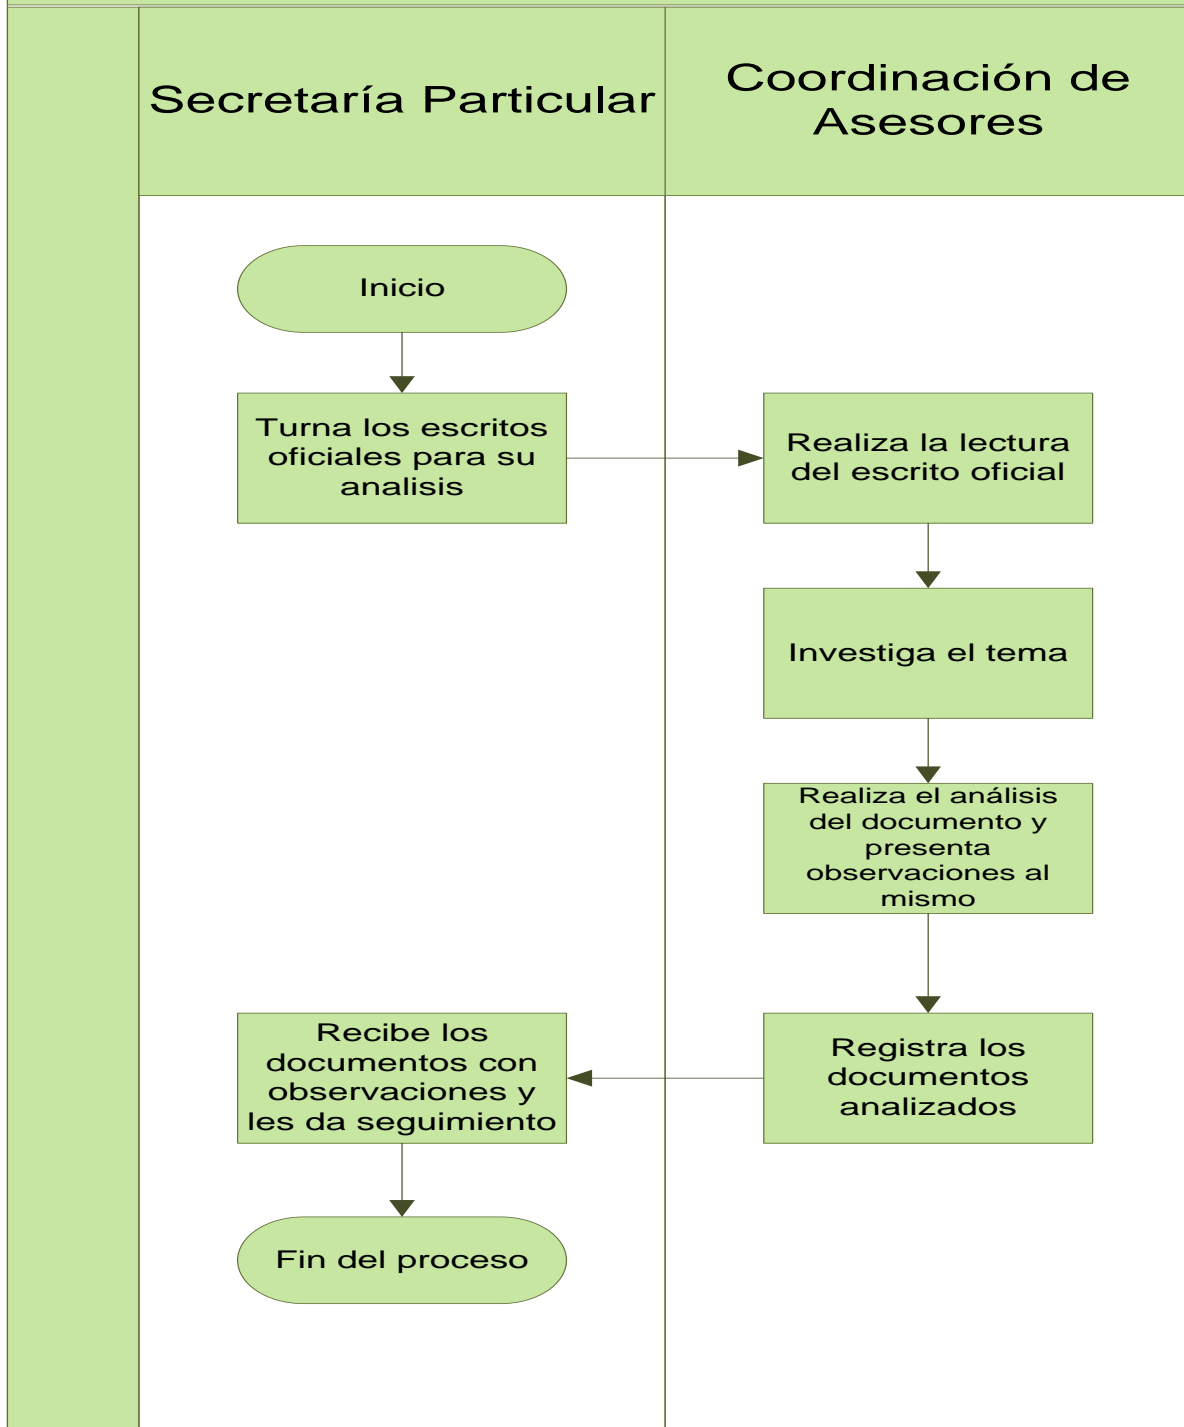 Secretaría Particular
Coordinación de
Asesores
Inicio
Turna los escritos
oficiales para su
analisis
Realiza la lectura
del escrito oficial
Investiga el tema
Realiza el análisis
del documento y
presenta
observaciones al
mismo
Registra los
documentos
analizados
Recibe los
documentos con
observaciones y
les da seguimiento
Fin del proceso